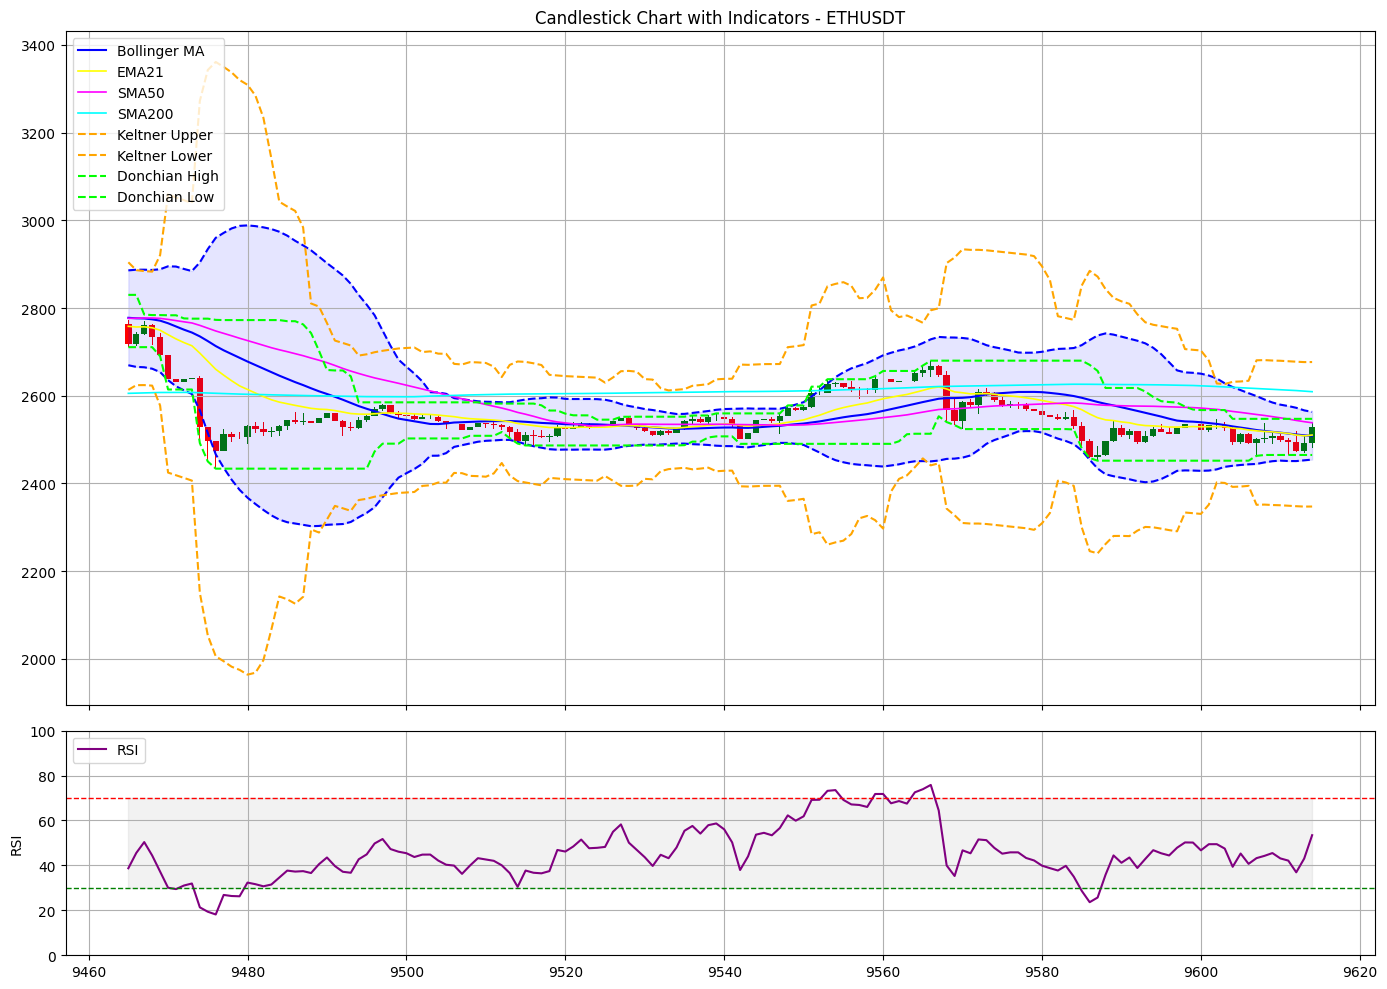 Candlestick Chart with Indicators - ETHUSDT
3400
3200
3000
2800
2600
2400
2200
2000
Bollinger MA
EMA21
SMA50
SMA200
Keltner Upper
Keltner Lower
Donchian High
Donchian Low
100
80
60
40
20
0
RSI
RSI
9460 9480 9500 9520 9540 9560 9580 9600 9620